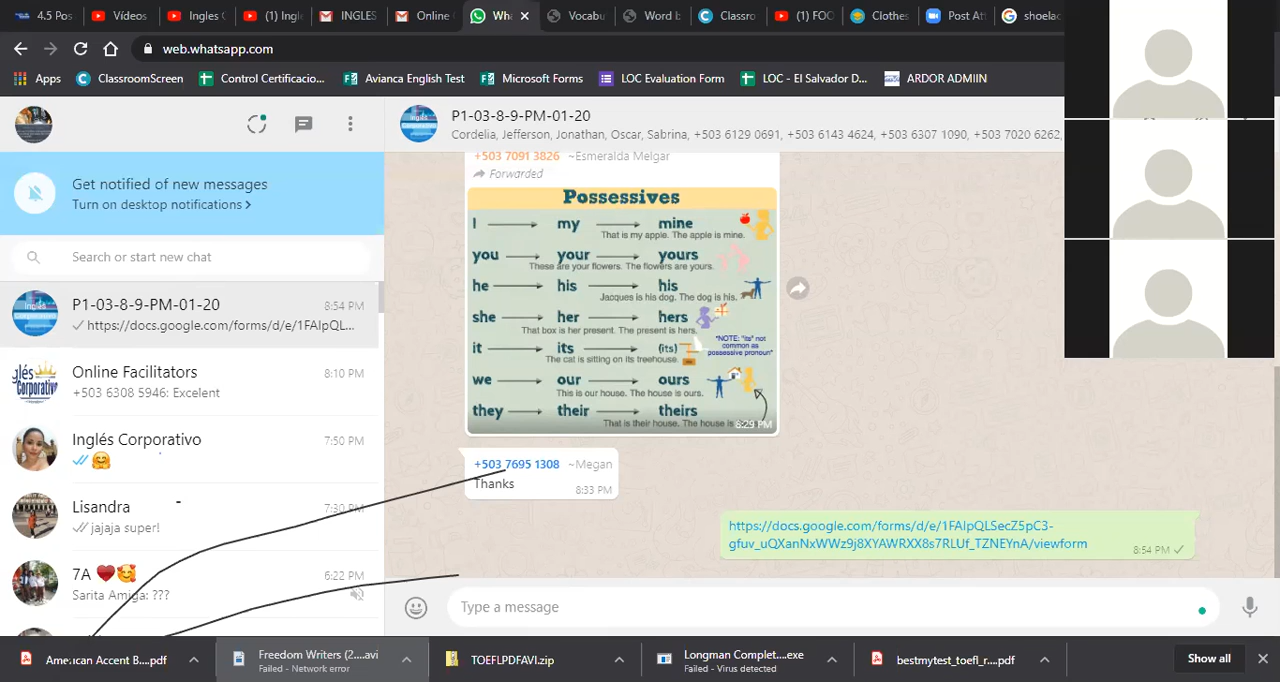 4.5 Pos
Vídeos
Ingles C
(1) Ingle
INGLES
Online
Wha
Vocabu
Word b
Classro
(1) FOO
Clothes
Post At
shoelac
web.whatsapp.com
Apps
ClassroomScreen
Control Certificacio...
Avianca English Test
Microsoft Forms
LOC Evaluation Form
LOC - El Salvador D...
ARDOR ADMIIN
P1-03-8-9-PM-01-20
Cordelia, Jefferson, Jonathan, Oscar, Sabrina, +503 6129 0691, +503 6143 4624, +503 6307 1090, +503 7020 6262,
Get notified of new messages
Turn on desktop notifications >
Search or start new chat
P1-03-8-9-PM-01-20
8:54 PM
https://docs.google.com/forms/d/e/1FAIpQL...
Online Facilitators
8:10 PM
+503 6308 5946: Excelent
Inglés Corporativo
7:50 PM
Lisandra
7:30 PM
jajaja super!
7A
6:22 PM
Sarita Amiga: ???
+503 7091 3826 ~Esmeralda Melgar
Forwarded
Possessives
I my mine
That is my apple. The apple is mine.
you your yours
These are your flowers. The flowers are yours.
he his his
Jacques is his dog. The dog is his.
she her hers
That box is her present. The present is hers.
it its (its)
The cat is sitting on its treehouse.
*NOTE: "its" not
common as
possessive pronoun*
we our ours
This is our house. The house is ours.
they their theirs
That is their house. The house is
8:29 PM
+503 7695 1308 ~Megan
Thanks
8:33 PM
https://docs.google.com/forms/d/e/1FAIpQLSecZ5pC3-
gfuv_uQXanNxWWz9j8XYAWRXX8s7RLUf_TZNEYnA/viewform
8:54 PM
Type a message
American Accent B....pdf
Freedom Writers (2....avi
Failed - Network error
TOEFLPDFAVI.zip
Longman Complet....exe
Failed - Virus detected
bestmytest_toefl_r....pdf
Show all